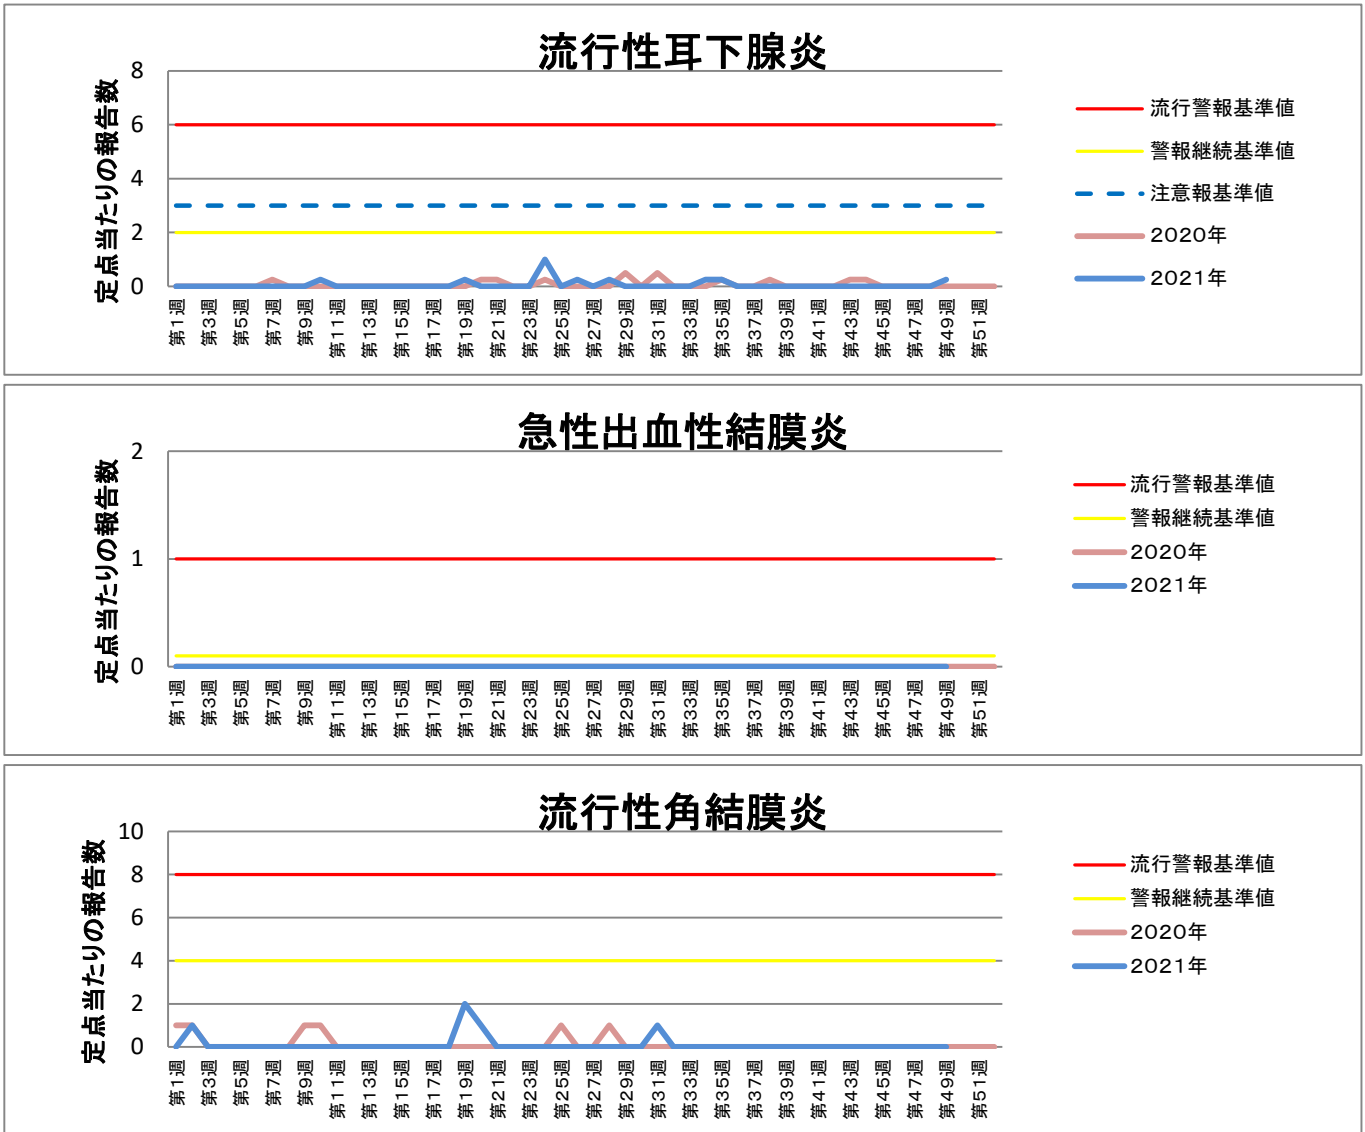 流行性耳下腺炎
定点当たりの報告数
8
6
4
2
0
第1週
第3週
第5週
第7週
第9週
第11週
第13週
第15週
第17週
第19週
第21週
第23週
第25週
第27週
第29週
第31週
第33週
第35週
第37週
第39週
第41週
第43週
第45週
第47週
第49週
第51週
流行警報基準値
警報継続基準値
注意報基準値
2020年
2021年
急性出血性結膜炎
定点当たりの報告数
2
1
0
第1週
第3週
第5週
第7週
第9週
第11週
第13週
第15週
第17週
第19週
第21週
第23週
第25週
第27週
第29週
第31週
第33週
第35週
第37週
第39週
第41週
第43週
第45週
第47週
第49週
第51週
流行警報基準値
警報継続基準値
2020年
2021年
流行性角結膜炎
定点当たりの報告数
10
8
6
4
2
0
第1週
第3週
第5週
第7週
第9週
第11週
第13週
第15週
第17週
第19週
第21週
第23週
第25週
第27週
第29週
第31週
第33週
第35週
第37週
第39週
第41週
第43週
第45週
第47週
第49週
第51週
流行警報基準値
警報継続基準値
2020年
2021年